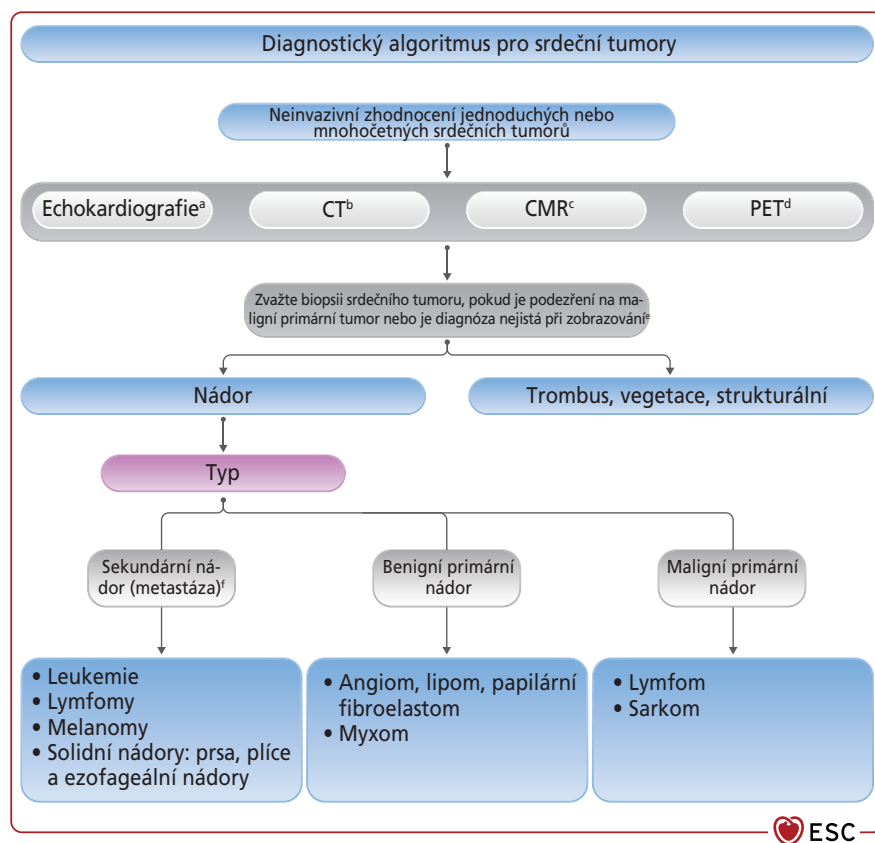 Diagnostický algoritmus pro srdeční tumory
Neinvazivní zhodnocení jednoduchých nebo
mnohočetných srdečních tumorů
Echokardiografieᵃ
CTᵇ
CMRᶜ
PETᵈ
Zvažte biopsii srdečního tumoru, pokud je podezření na ma-
ligní primární tumor nebo je diagnóza nejistá při zobrazováníᵉ
Nádor
Trombus, vegetace, strukturální
Typ
Sekundární ná-
dor (metastáza)ᶠ
Benigní primární
nádor
Maligní primární
nádor
• Leukemie
• Lymfomy
• Melanomy
• Solidní nádory: prsa, plíce
a ezofageální nádory
• Angiom, lipom, papilární
fibroelastom
• Myxom
• Lymfom
• Sarkom
ESC